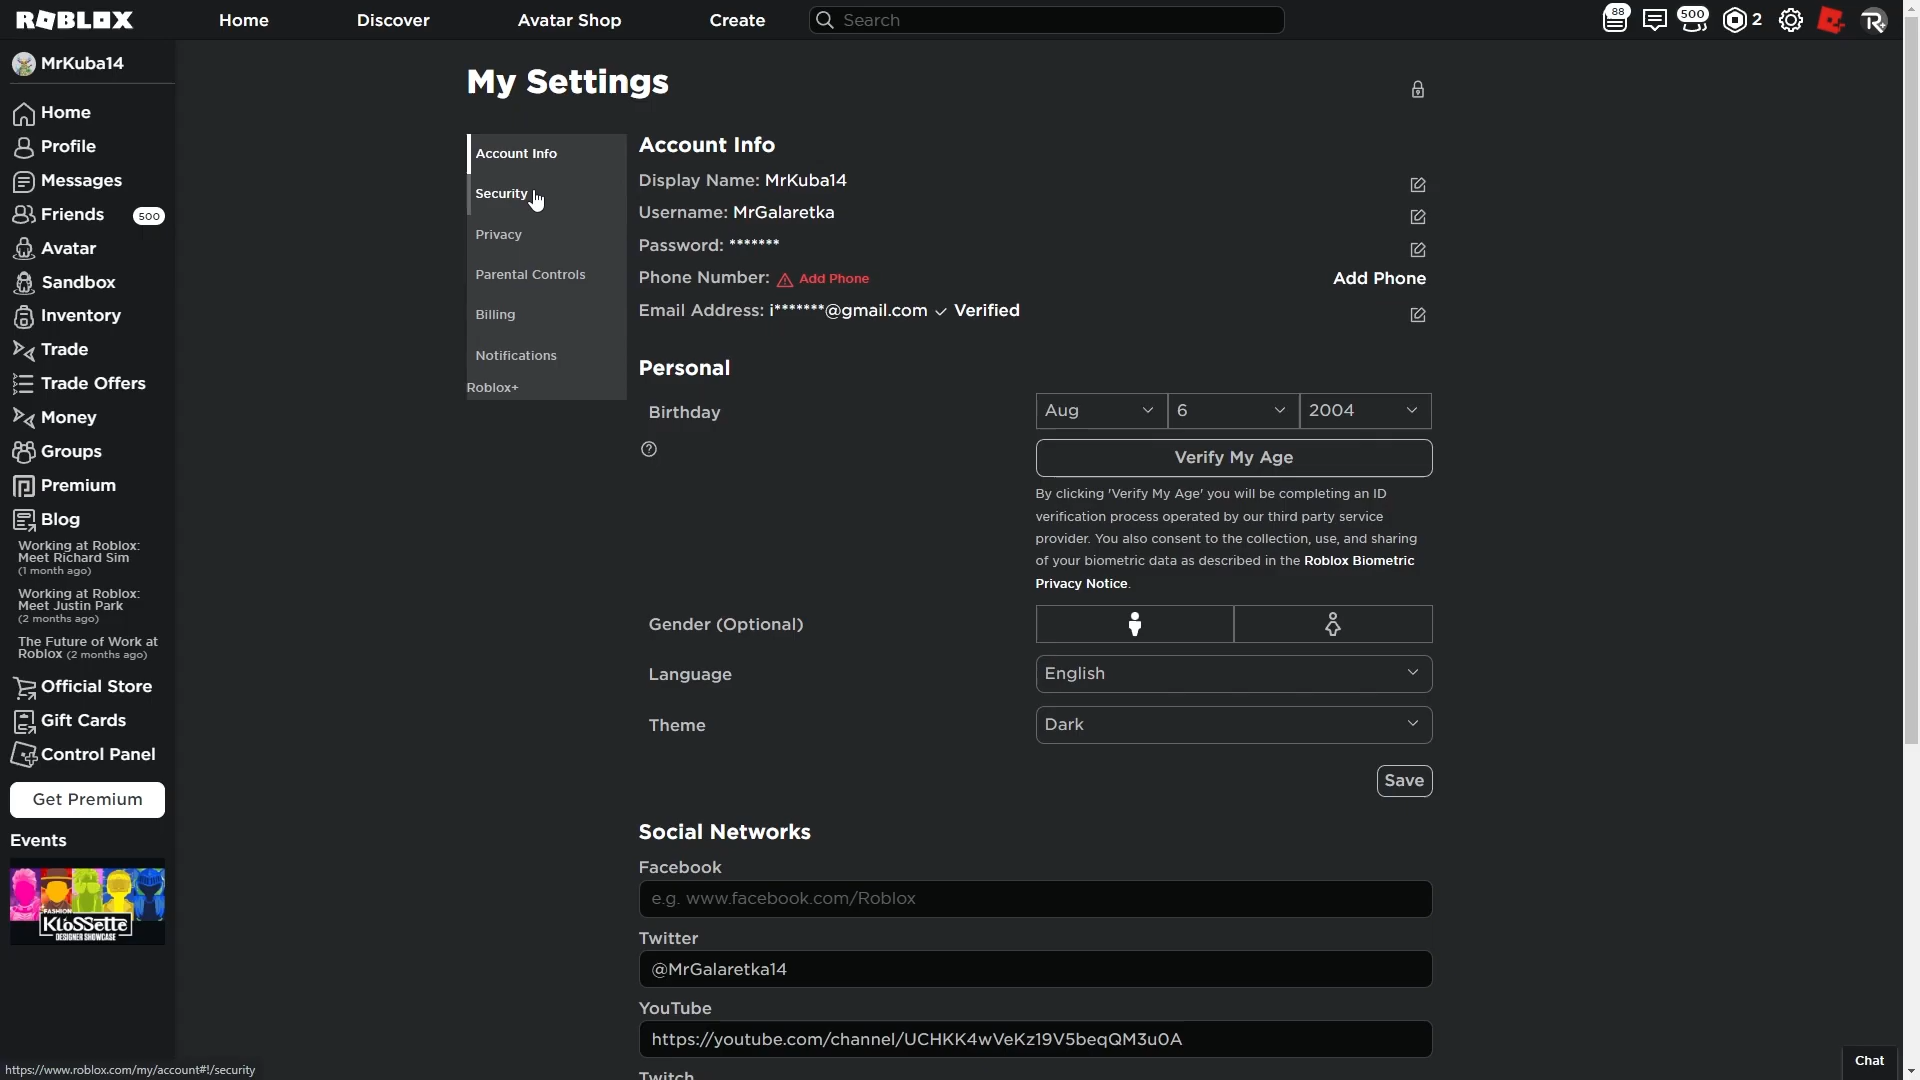 ROBLOX
Home
Discover
Avatar Shop
Create
Search
88
500
2
MrKuba14
Home
Profile
Messages
Friends
500
Avatar
Sandbox
Inventory
Trade
Trade Offers
Money
Groups
Premium
Blog
Working at Roblox:
Meet Richard Sim
(1 month ago)
Working at Roblox:
Meet Justin Park
(2 months ago)
The Future of Work at
Roblox (2 months ago)
Official Store
Gift Cards
Control Panel
Get Premium
Events
FASHION
KLOSSETTE
DESIGNER SHOWCASE
My Settings
Account Info
Security
Privacy
Parental Controls
Billing
Notifications
Roblox+
Account Info
Display Name: MrKuba14
Username: MrGalaretka
Password: *******
Phone Number: Add Phone
Add Phone
Email Address: i*******@gmail.com ✓ Verified
Personal
Birthday
Aug
6
2004
Verify My Age
By clicking 'Verify My Age' you will be completing an ID
verification process operated by our third party service
provider. You also consent to the collection, use, and sharing
of your biometric data as described in the Roblox Biometric
Privacy Notice.
Gender (Optional)
Language
English
Theme
Dark
Save
Social Networks
Facebook
e.g. www.facebook.com/Roblox
Twitter
@MrGalaretka14
YouTube
https://youtube.com/channel/UCHKK4wVeKz19V5beqQM3u0A
Twitch
Chat
https://www.roblox.com/my/account#!/security